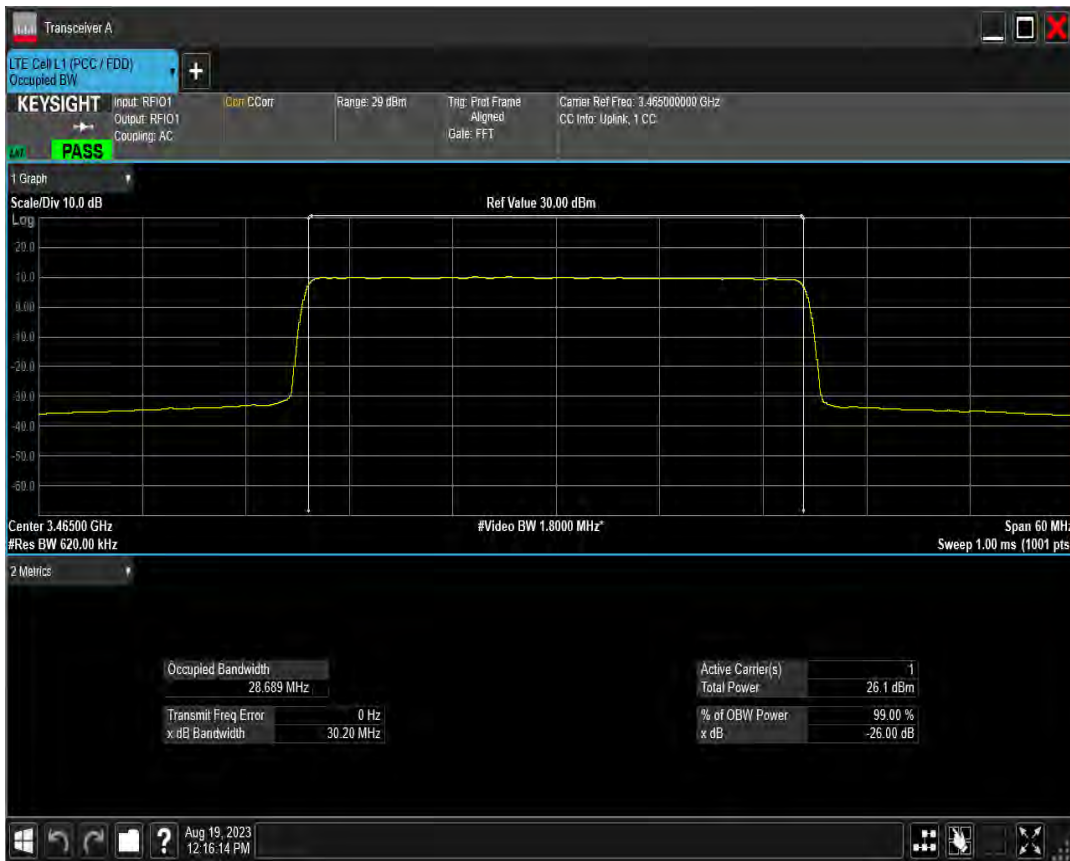 Transceiver A
LTE Cell L1 (PCC / FDD)
Occupied BW
+
KEYSIGHT
PASS
Input: RFIO1
Output: RFIO1
Coupling: AC
Corr CCorr
Range: 29 dBm
Trig: Prot Frame
Aligned
Gate: FFT
Carrier Ref Freq: 3.465000000 GHz
CC Info: Uplink, 1 CC
1 Graph
Scale/Div 10.0 dB
Ref Value 30.00 dBm
Log
20.0
10.0
0.00
-10.0
-20.0
-30.0
-40.0
-50.0
-60.0
Center 3.46500 GHz
#Video BW 1.8000 MHz*
Span 60 MHz
#Res BW 620.00 kHz
Sweep 1.00 ms (1001 pts
2 Metrics
Occupied Bandwidth
28.689 MHz
Transmit Freq Error 0 Hz
x dB Bandwidth 30.20 MHz
Active Carrier(s) 1
Total Power 26.1 dBm
% of OBW Power 99.00 %
x dB -26.00 dB
?
Aug 19, 2023
12:16:14 PM